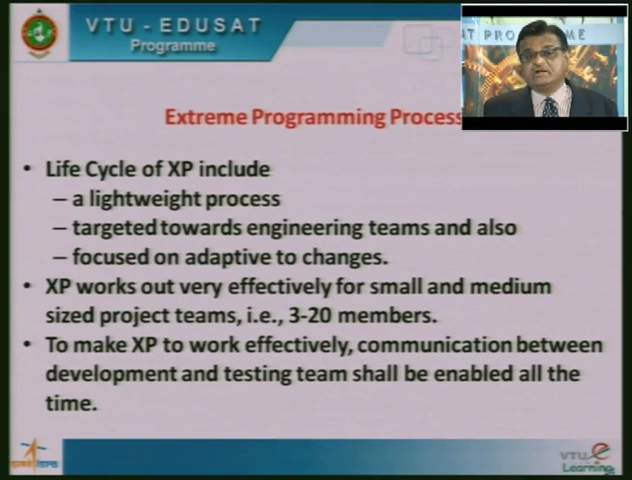 VTU - EDUSAT
Programme
AT PROGRAMME
Extreme Programming Process
• Life Cycle of XP include
– a lightweight process
– targeted towards engineering teams and also
– focused on adaptive to changes.
• XP works out very effectively for small and medium
sized project teams, i.e., 3-20 members.
• To make XP to work effectively, communication between
development and testing team shall be enabled all the
time.
VTU e
Learning